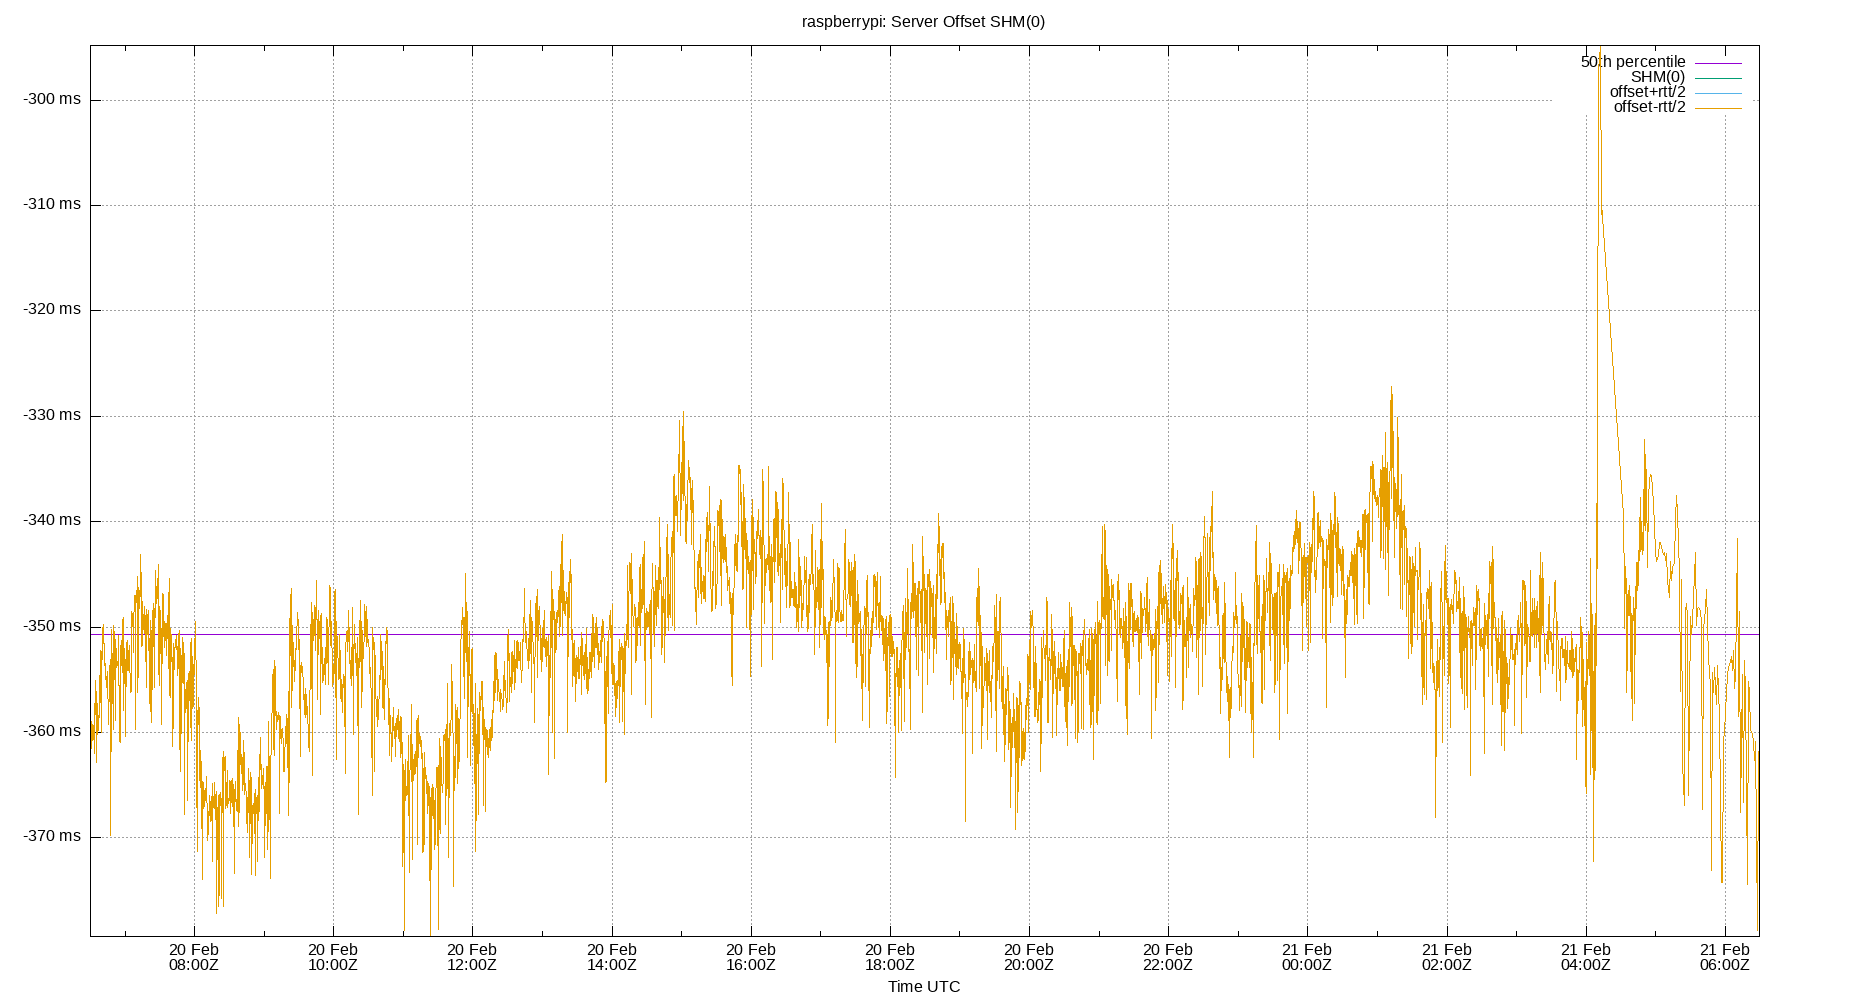 raspberrypi: Server Offset SHM(0)
50th percentile
SHM(0)
offset+rtt/2
offset-rtt/2
-300 ms
-310 ms
-320 ms
-330 ms
-340 ms
-350 ms
-360 ms
-370 ms
20 Feb 20 Feb 20 Feb 20 Feb 20 Feb 20 Feb 20 Feb 20 Feb 21 Feb 21 Feb 21 Feb 21 Feb
08:00Z 10:00Z 12:00Z 14:00Z 16:00Z 18:00Z 20:00Z 22:00Z 00:00Z 02:00Z 04:00Z 06:00Z
Time UTC